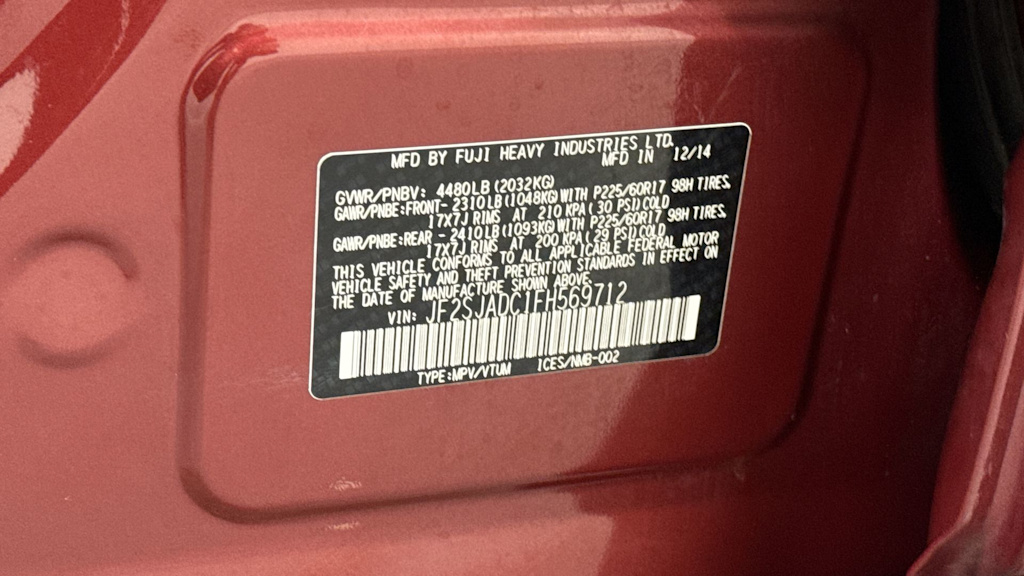 MFD BY FUJI HEAVY INDUSTRIES LTD.
MFD IN 12/14
GVWR/PNBV: 4480LB (2032KG)
GAWR/PNBE:FRONT- 2310LB (1048KG) WITH P225/60R17 98H TIRES.
17X7J RIMS AT 210 KPA ( 30 PSI) COLD
GAWR/PNBE:REAR - 2410LB (1093KG) WITH P225/60R17 98H TIRES.
17X7J RIMS AT 200 KPA ( 29 PSI) COLD
THIS VEHICLE CONFORMS TO ALL APPLICABLE FEDERAL MOTOR
VEHICLE SAFETY AND THEFT PREVENTION STANDARDS IN EFFECT ON
THE DATE OF MANUFACTURE SHOWN ABOVE.
VIN: JF2SJADC1FH569712
TYPE:MPV/VTUM ICES/NMB-002